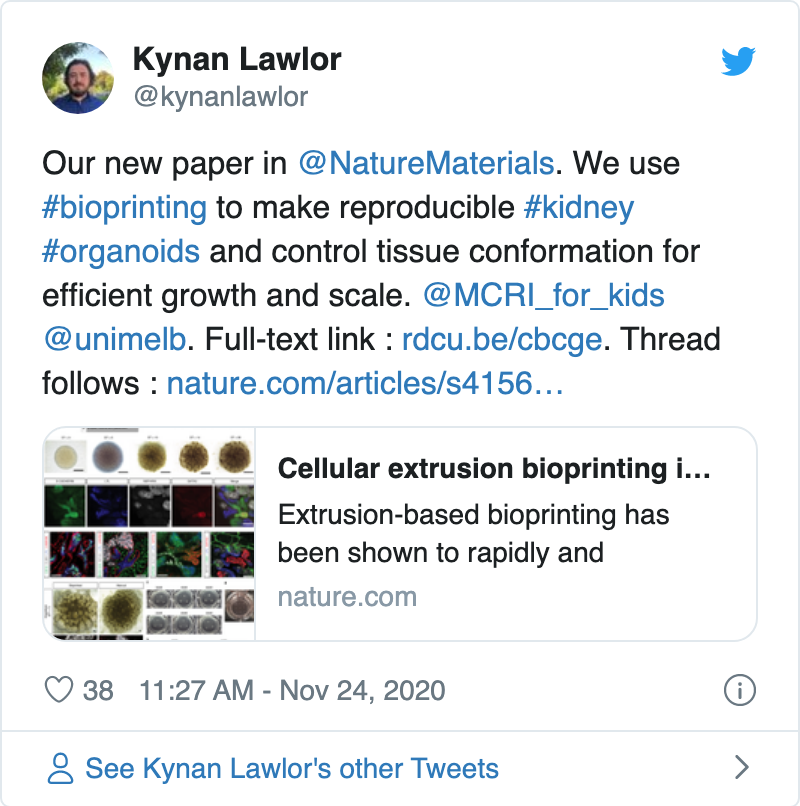 Kynan Lawlor
@kynanlawlor
Our new paper in @NatureMaterials. We use
#bioprinting to make reproducible #kidney
#organoids and control tissue conformation for
efficient growth and scale. @MCRI_for_kids
@unimelb. Full-text link : rdcu.be/cbcge. Thread
follows : nature.com/articles/s4156…
Cellular extrusion bioprinting i…
Extrusion-based bioprinting has
been shown to rapidly and
nature.com
38 11:27 AM - Nov 24, 2020
See Kynan Lawlor's other Tweets